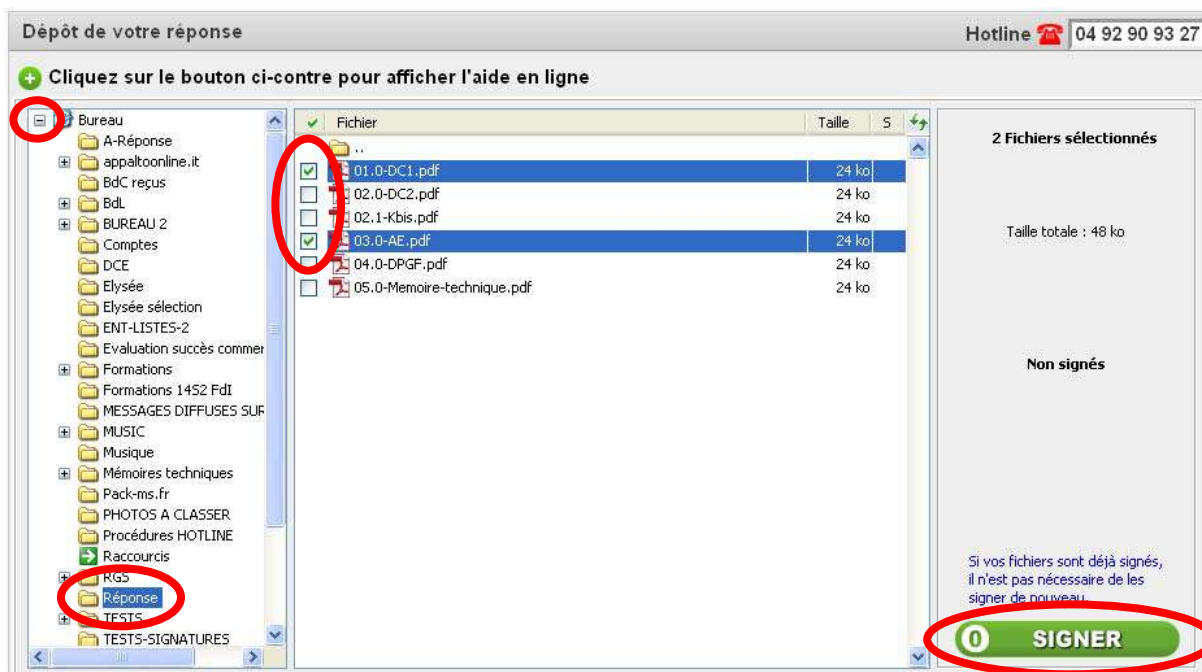 Dépôt de votre réponse
Hotline 04 92 90 93 27
Cliquez sur le bouton ci-contre pour afficher l'aide en ligne
Bureau
A-Réponse
appaltoonline.it
BdC reçus
BdL
BUREAU 2
Comptes
DCE
Elysée
Elysée sélection
ENT-LISTES-2
Evaluation succès commer
Formations
Formations 14S2 FdI
MESSAGES DIFFUSES SUR
MUSIC
Musique
Mémoires techniques
Pack-ms.fr
PHOTOS A CLASSER
Procédures HOTLINE
Raccourcis
RGS
Réponse
TESTS
TESTS-SIGNATURES
Fichier Taille S
..
01.0-DC1.pdf 24 ko
02.0-DC2.pdf 24 ko
02.1-Kbis.pdf 24 ko
03.0-AE.pdf 24 ko
04.0-DPGF.pdf 24 ko
05.0-Memoire-technique.pdf 24 ko
2 Fichiers sélectionnés
Taille totale : 48 ko
Non signés
Si vos fichiers sont déjà signés,
il n'est pas nécessaire de les
signer de nouveau.
0 SIGNER